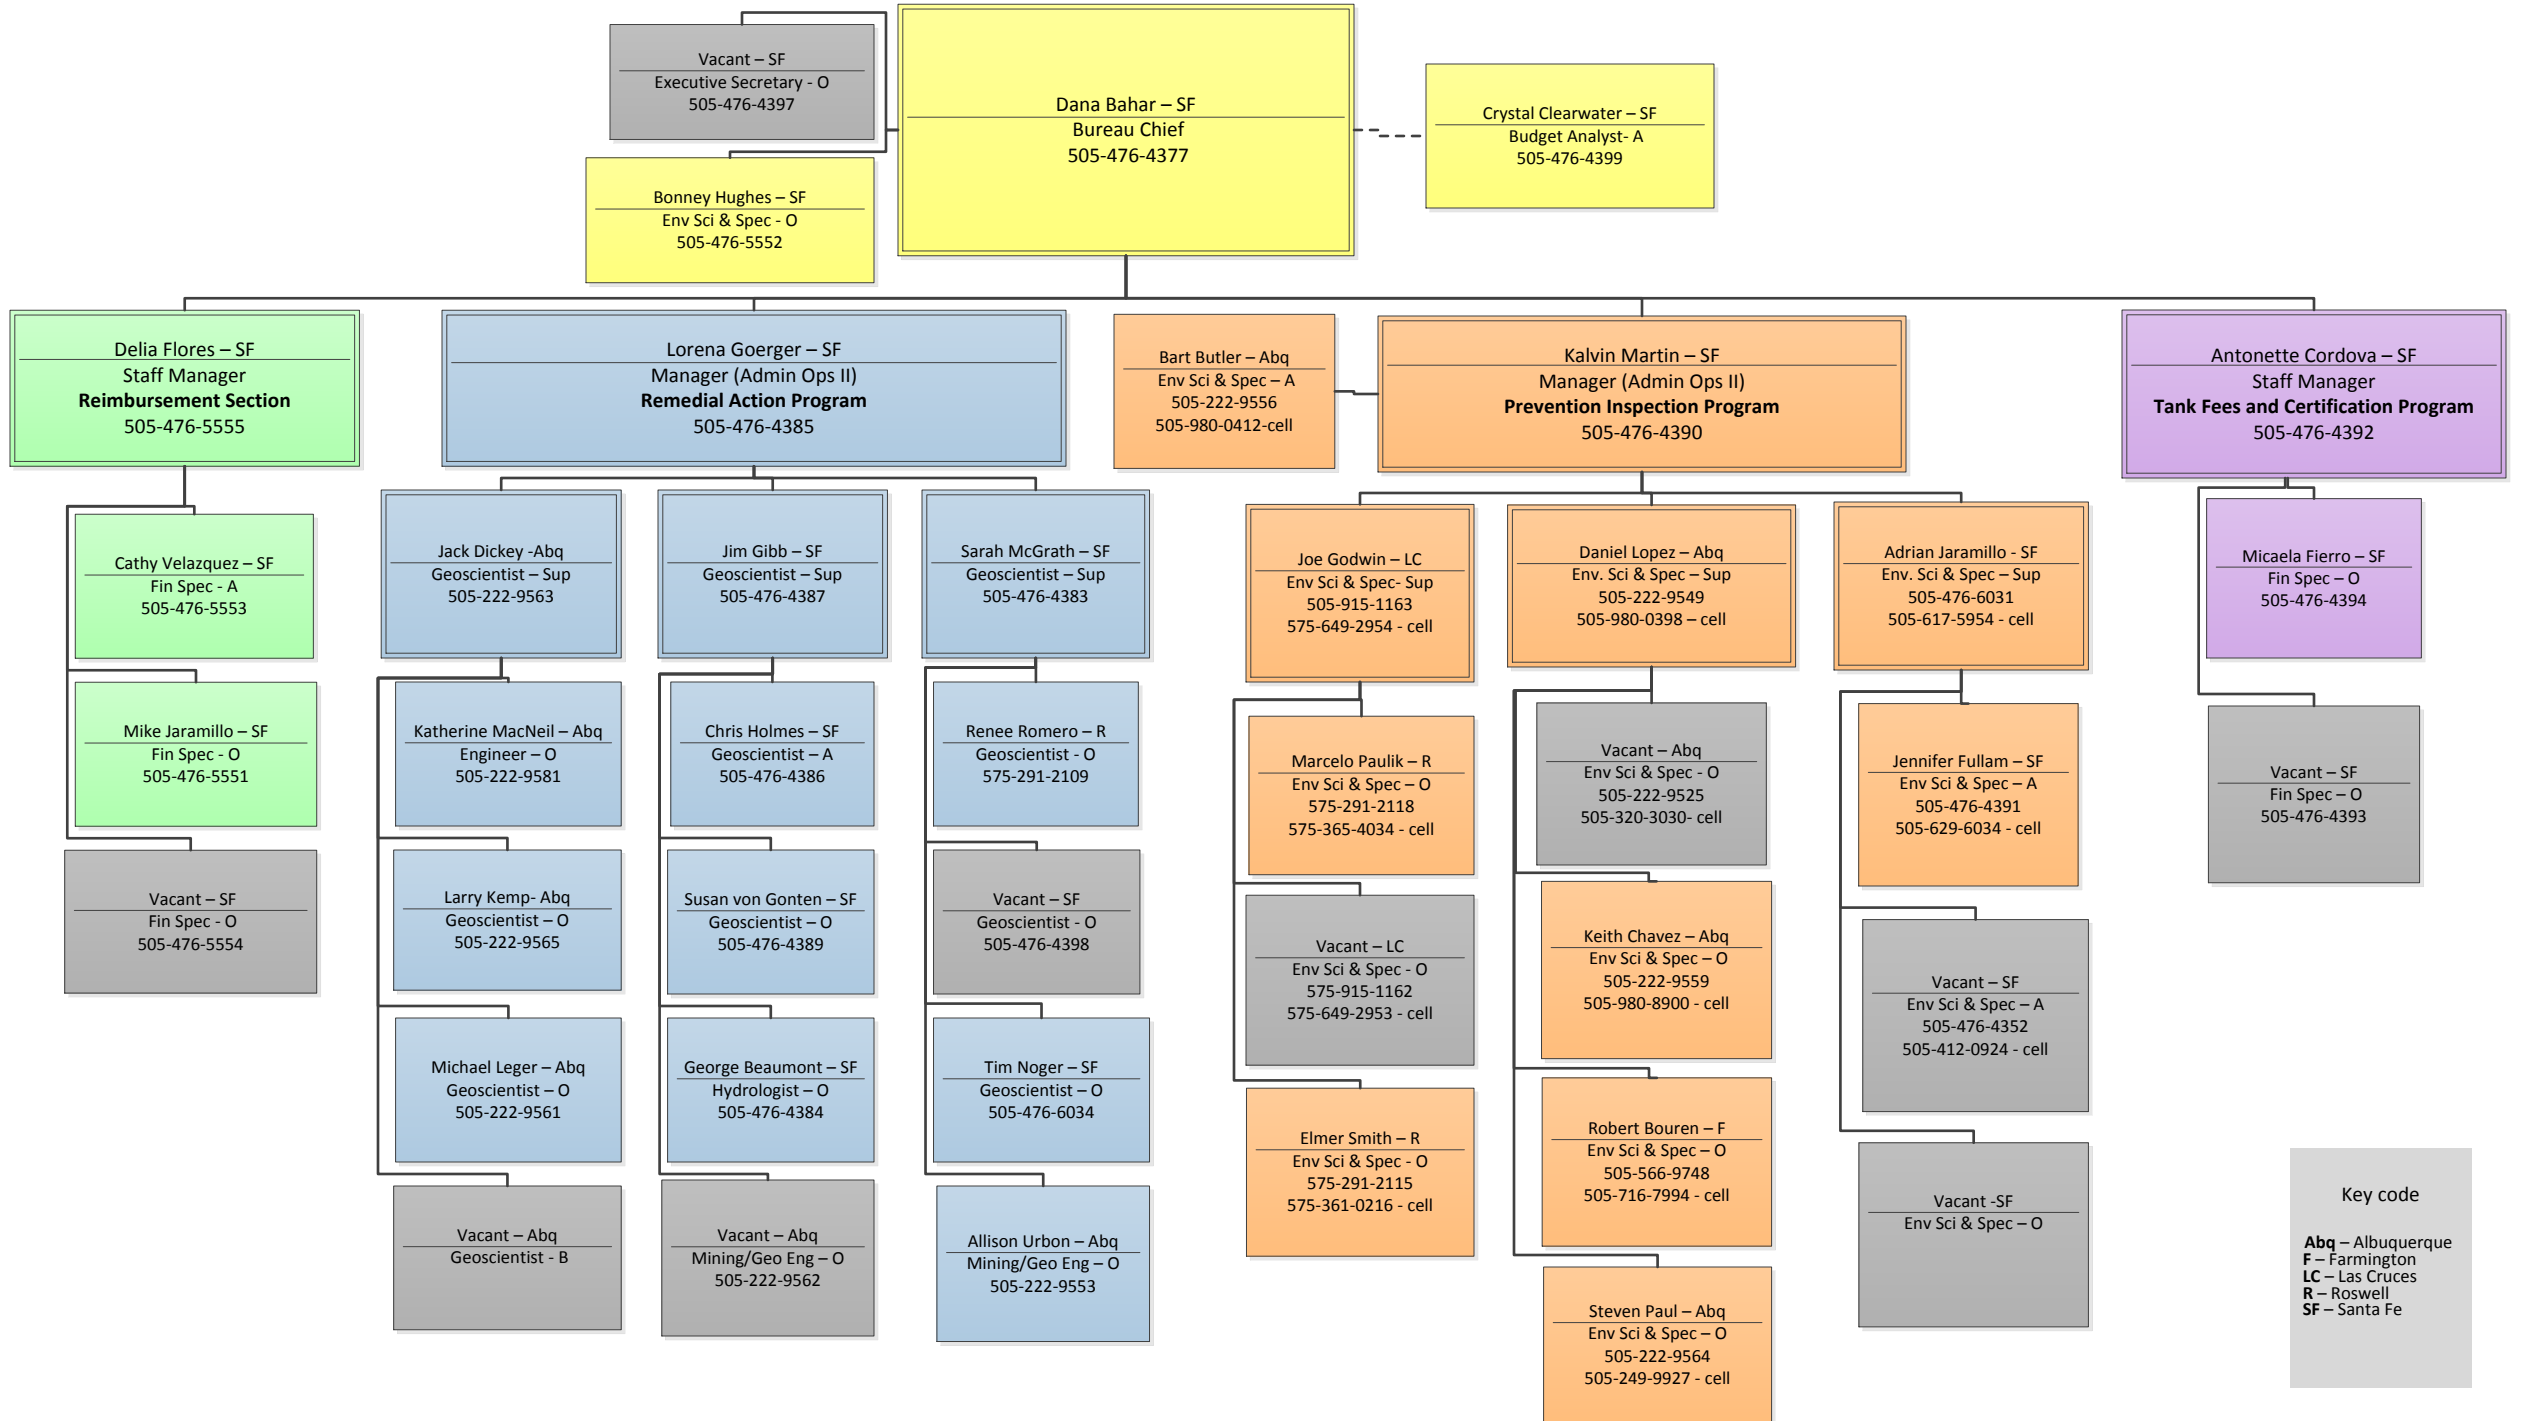 Vacant – SF
Executive Secretary - O
505-476-4397
Dana Bahar – SF
Bureau Chief
505-476-4377
Crystal Clearwater – SF
Budget Analyst- A
505-476-4399
Bonney Hughes – SF
Env Sci & Spec - O
505-476-5552
Delia Flores – SF
Staff Manager
Reimbursement Section
505-476-5555
Lorena Goerger – SF
Manager (Admin Ops II)
Remedial Action Program
505-476-4385
Bart Butler – Abq
Env Sci & Spec – A
505-222-9556
505-980-0412-cell
Kalvin Martin – SF
Manager (Admin Ops II)
Prevention Inspection Program
505-476-4390
Antonette Cordova – SF
Staff Manager
Tank Fees and Certification Program
505-476-4392
Cathy Velazquez – SF
Fin Spec - A
505-476-5553
Mike Jaramillo – SF
Fin Spec - O
505-476-5551
Vacant – SF
Fin Spec - O
505-476-5554
Jack Dickey -Abq
Geoscientist – Sup
505-222-9563
Katherine MacNeil – Abq
Engineer – O
505-222-9581
Larry Kemp- Abq
Geoscientist – O
505-222-9565
Michael Leger – Abq
Geoscientist – O
505-222-9561
Vacant – Abq
Geoscientist - B
Jim Gibb – SF
Geoscientist – Sup
505-476-4387
Chris Holmes – SF
Geoscientist – A
505-476-4386
Susan von Gonten – SF
Geoscientist – O
505-476-4389
George Beaumont – SF
Hydrologist – O
505-476-4384
Vacant – Abq
Mining/Geo Eng – O
505-222-9562
Sarah McGrath – SF
Geoscientist – Sup
505-476-4383
Renee Romero – R
Geoscientist - O
575-291-2109
Vacant – SF
Geoscientist - O
505-476-4398
Tim Noger – SF
Geoscientist – O
505-476-6034
Allison Urbon – Abq
Mining/Geo Eng – O
505-222-9553
Joe Godwin – LC
Env Sci & Spec- Sup
505-915-1163
575-649-2954 - cell
Marcelo Paulik – R
Env Sci & Spec – O
575-291-2118
575-365-4034 - cell
Vacant – LC
Env Sci & Spec - O
575-915-1162
575-649-2953 - cell
Elmer Smith – R
Env Sci & Spec - O
575-291-2115
575-361-0216 - cell
Daniel Lopez – Abq
Env. Sci & Spec – Sup
505-222-9549
505-980-0398 – cell
Vacant – Abq
Env Sci & Spec - O
505-222-9525
505-320-3030- cell
Keith Chavez – Abq
Env Sci & Spec – O
505-222-9559
505-980-8900 - cell
Robert Bouren – F
Env Sci & Spec – O
505-566-9748
505-716-7994 - cell
Steven Paul – Abq
Env Sci & Spec – O
505-222-9564
505-249-9927 - cell
Adrian Jaramillo - SF
Env. Sci & Spec – Sup
505-476-6031
505-617-5954 - cell
Jennifer Fullam – SF
Env Sci & Spec – A
505-476-4391
505-629-6034 - cell
Vacant – SF
Env Sci & Spec – A
505-476-4352
505-412-0924 - cell
Vacant -SF
Env Sci & Spec – O
Micaela Fierro – SF
Fin Spec – O
505-476-4394
Vacant – SF
Fin Spec – O
505-476-4393
Key code
Abq – Albuquerque
F – Farmington
LC – Las Cruces
R – Roswell
SF – Santa Fe